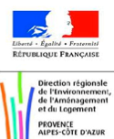 Liberté • Égalité • Fraternité
RÉPUBLIQUE FRANÇAISE
Direction régionale
de l'Environnement,
de l'Aménagement
et du Logement
PROVENCE
ALPES-CÔTE D'AZUR